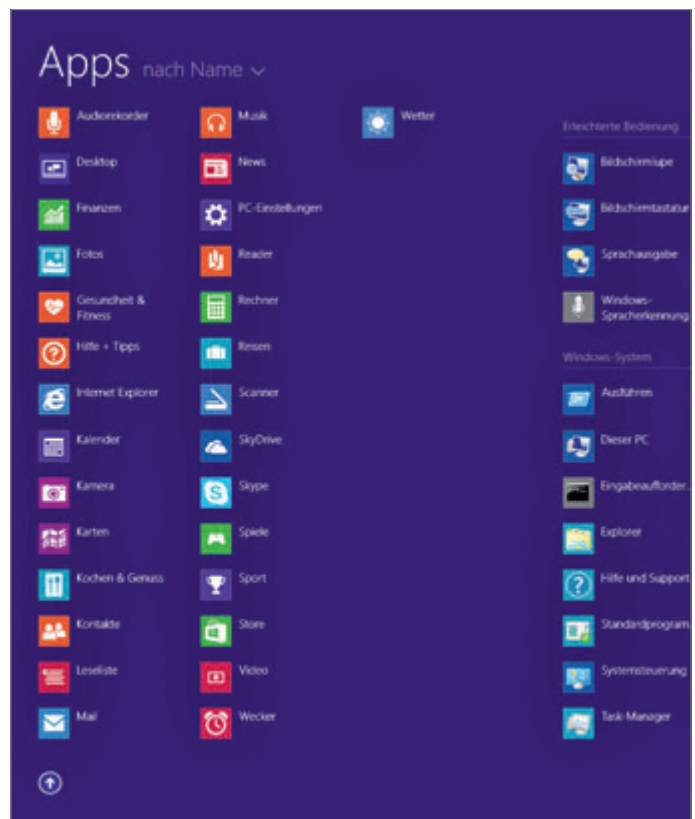 Apps nach Name
Audiorekorder
Desktop
Finanzen
Fotos
Gesundheit &
Fitness
Hilfe + Tipps
Internet Explorer
Kalender
Kamera
Karten
Kochen & Genuss
Kontakte
Leseliste
Mail
Musik
News
PC-Einstellungen
Reader
Rechner
Reisen
Scanner
SkyDrive
Skype
Spiele
Sport
Store
Video
Wecker
Wetter
Erleichterte Bedienung
Bildschirmlupe
Bildschirmtastatur
Sprachausgabe
Windows-
Spracherkennung
Windows-System
Ausführen
Dieser PC
Eingabeaufforder...
Explorer
Hilfe und Support
Standardprogram
Systemsteuerung
Task-Manager